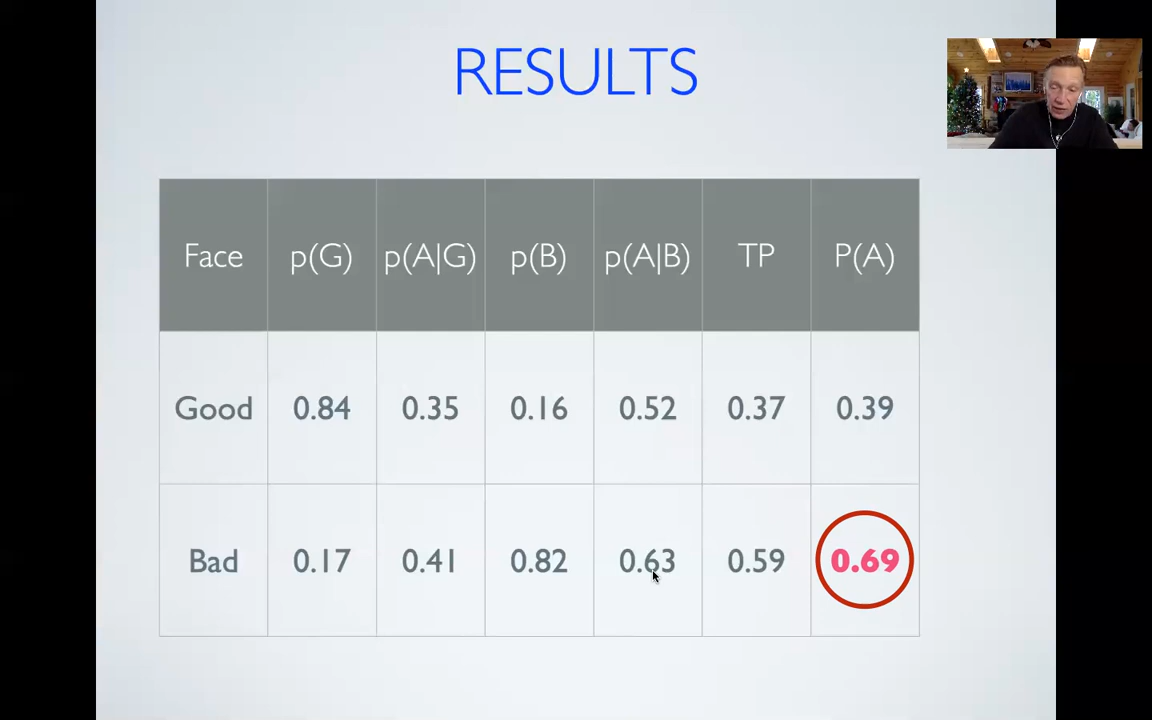 RESULTS
Face p(G) p(A|G) p(B) p(A|B) TP P(A)
Good 0.84 0.35 0.16 0.52 0.37 0.39
Bad 0.17 0.41 0.82 0.63 0.59 0.69